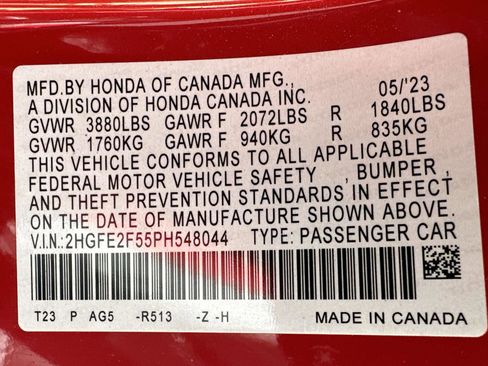 MFD.BY HONDA OF CANADA MFG., 05/'23
A DIVISION OF HONDA CANADA INC.
GVWR 3880LBS GAWR F 2072LBS R 1840LBS
GVWR 1760KG GAWR F 940KG R 835KG
THIS VEHICLE CONFORMS TO ALL APPLICABLE
FEDERAL MOTOR VEHICLE SAFETY , BUMPER ,
AND THEFT PREVENTION STANDARDS IN EFFECT
ON THE DATE OF MANUFACTURE SHOWN ABOVE.
V.I.N.:2HGFE2F55PH548044 TYPE: PASSENGER CAR
T23 P AG5 -R513 -Z -H MADE IN CANADA